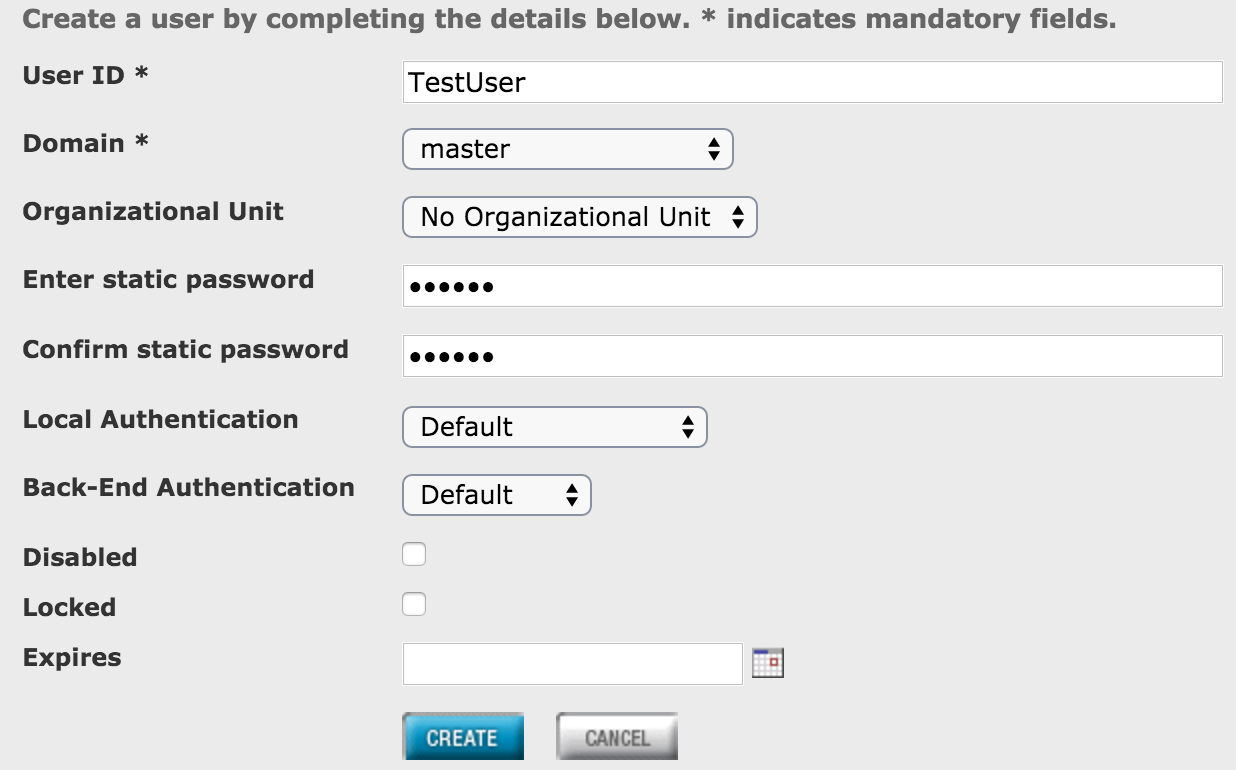 Create a user by completing the details below. * indicates mandatory fields.
User ID * TestUser
Domain * master
Organizational Unit No Organizational Unit
Enter static password ••••••
Confirm static password ••••••
Local Authentication Default
Back-End Authentication Default
Disabled
Locked
Expires
CREATE CANCEL